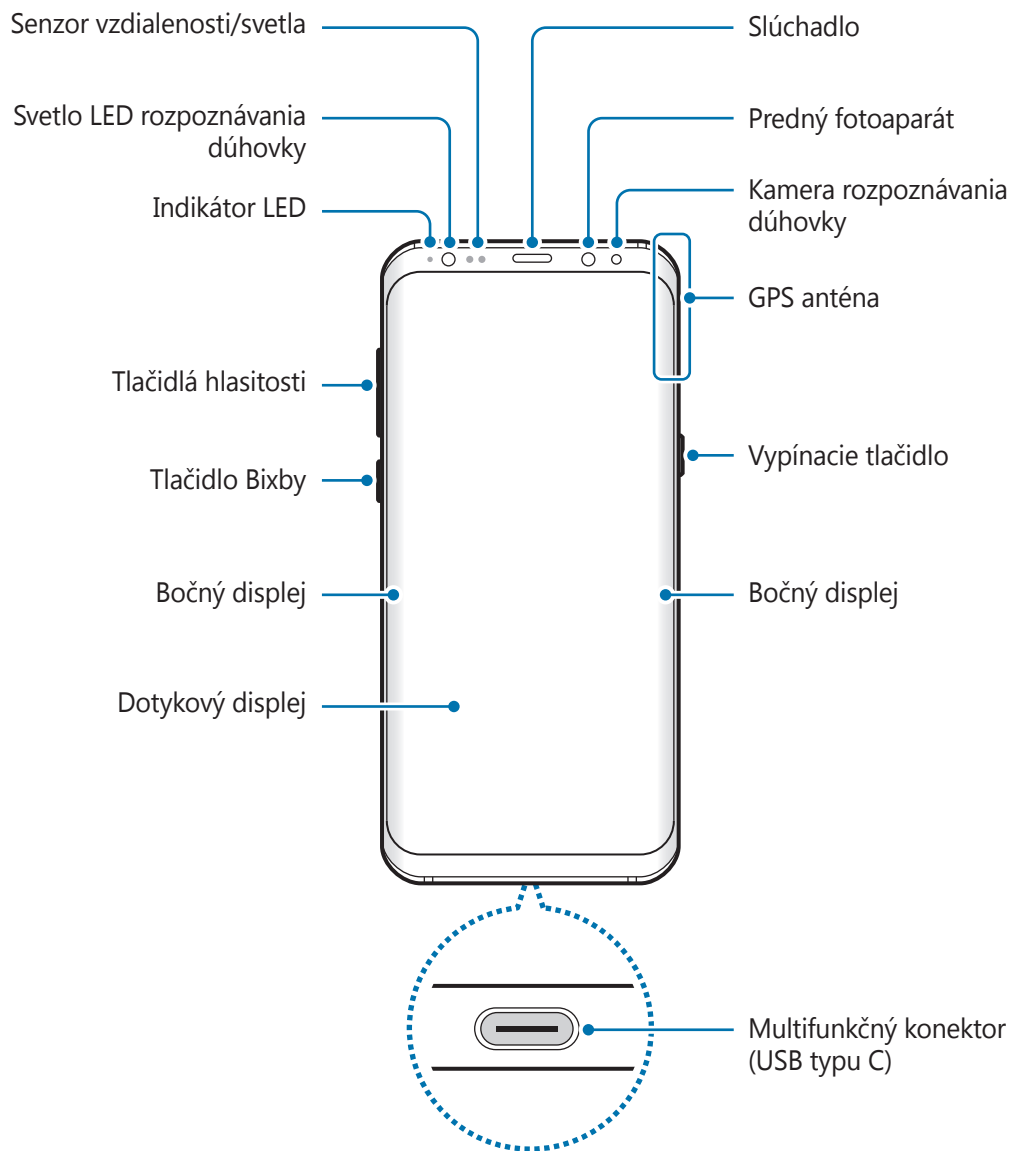 Senzor vzdialenosti/svetla
Svetlo LED rozpoznávania
dúhovky
Indikátor LED
Tlačidlá hlasitosti
Tlačidlo Bixby
Bočný displej
Dotykový displej
Slúchadlo
Predný fotoaparát
Kamera rozpoznávania
dúhovky
GPS anténa
Vypínacie tlačidlo
Bočný displej
Multifunkčný konektor
(USB typu C)